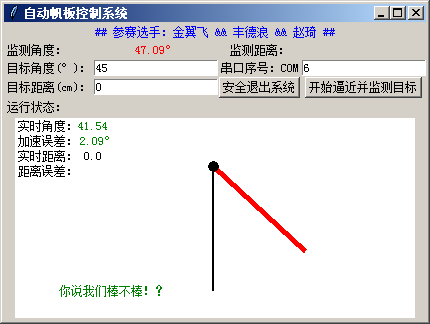 自动帆板控制系统
## 参赛选手: 金翼飞 && 丰德浪 && 赵琦 ##
监测角度: 47.09° 监测距离:
目标角度(°): 45 串口序号: COM 6
目标距离(cm): 0 安全退出系统 开始逼近并监测目标
运行状态:
实时角度: 41.54
加速误差: 2.09°
实时距离: 0.0
距离误差:
你说我们棒不棒!?